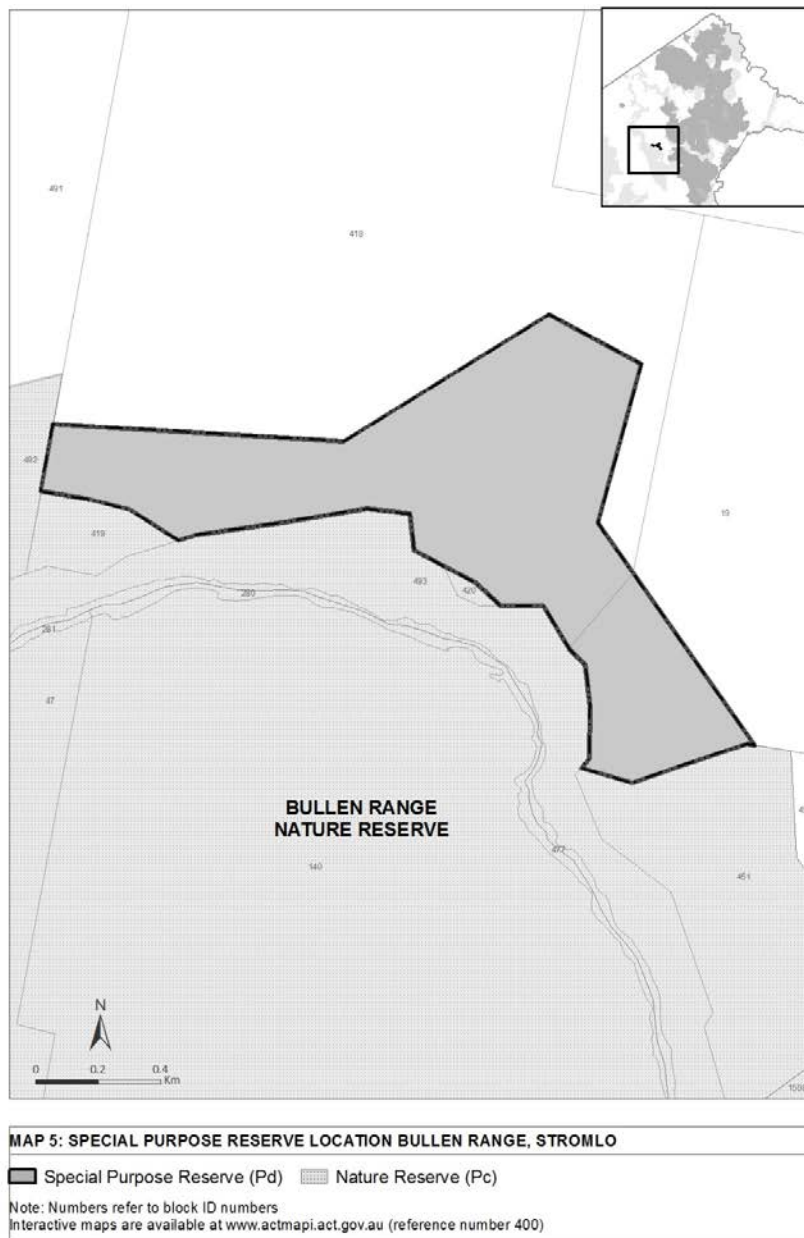 491
418
482
19
419
493
420
280
281
47
BULLEN RANGE
NATURE RESERVE
140
477
451
N
0 0.2 0.4
Km
MAP 5: SPECIAL PURPOSE RESERVE LOCATION BULLEN RANGE, STROMLO
Special Purpose Reserve (Pd) Nature Reserve (Pc)
Note: Numbers refer to block ID numbers
Interactive maps are available at www.actmapi.act.gov.au (reference number 400)